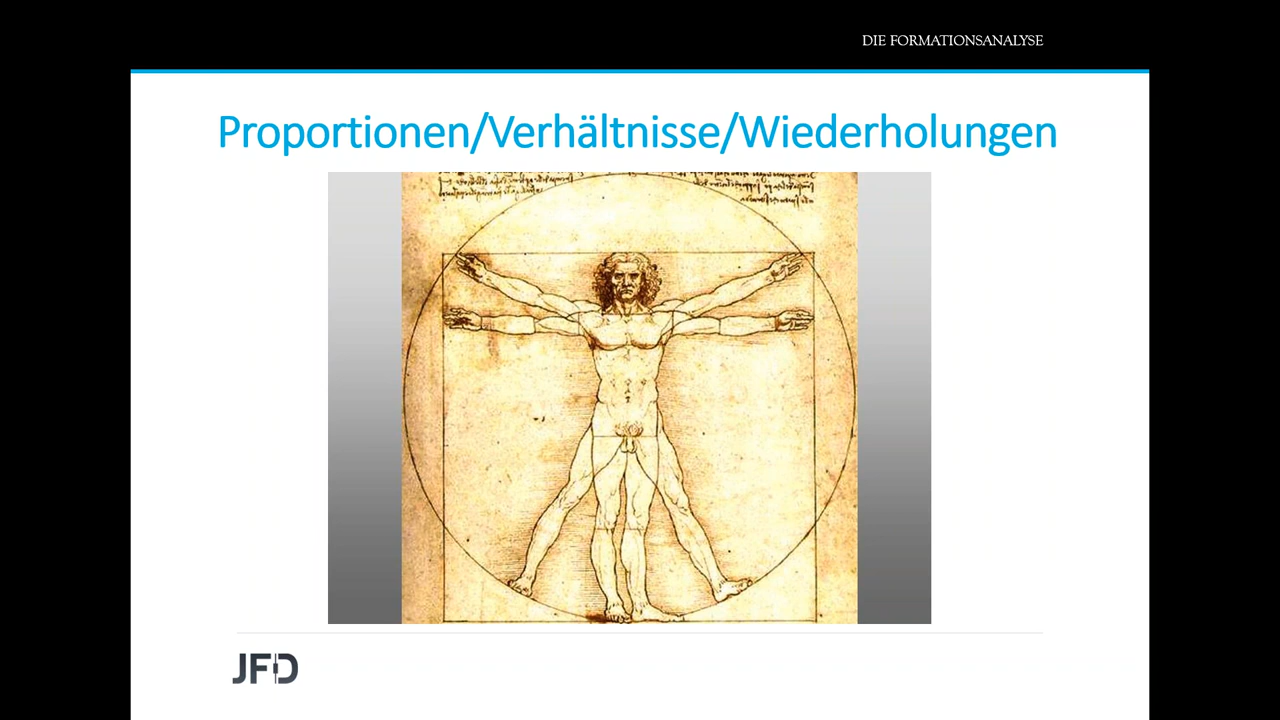 DIE FORMATIONSANALYSE
Proportionen/Verhältnisse/Wiederholungen
JFD